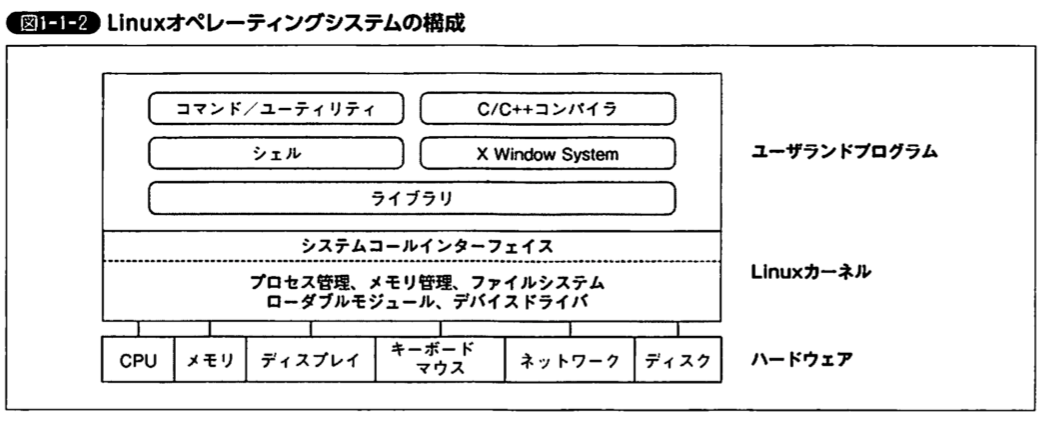 図1-1-2 Linuxオペレーティングシステムの構成
コマンド／ユーティリティ
C/C++コンパイラ
シェル
X Window System
ライブラリ
ユーザランドプログラム
システムコールインターフェイス
プロセス管理、メモリ管理、ファイルシステム
ローダブルモジュール、デバイスドライバ
Linuxカーネル
CPU
メモリ
ディスプレイ
キーボード
マウス
ネットワーク
ディスク
ハードウェア